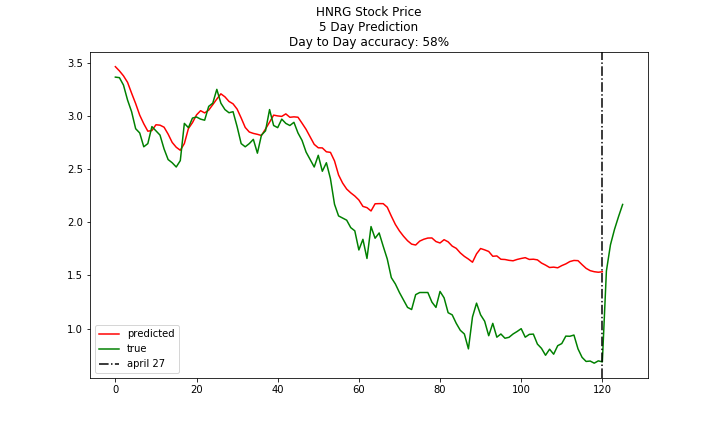 HNRG Stock Price
5 Day Prediction
Day to Day accuracy: 58%
3.5
3.0
2.5
2.0
1.5
1.0
predicted
true
april 27
0
20
40
60
80
100
120